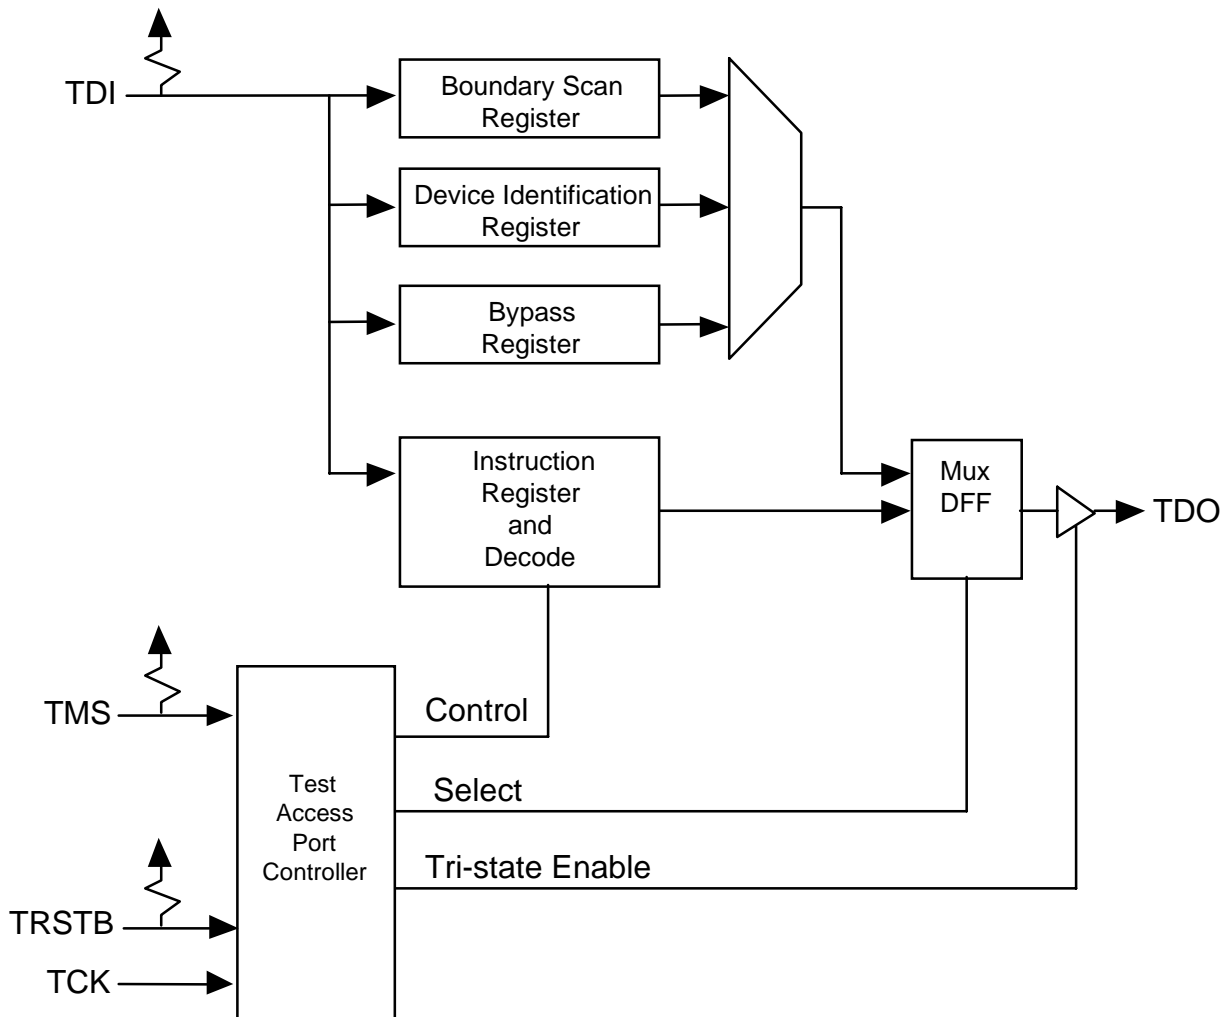 TDI
Boundary Scan
Register
Device Identification
Register
Bypass
Register
Instruction
Register
and
Decode
Mux
DFF
TDO
TMS
Control
Select
Test
Access
Port
Controller
Tri-state Enable
TRSTB
TCK